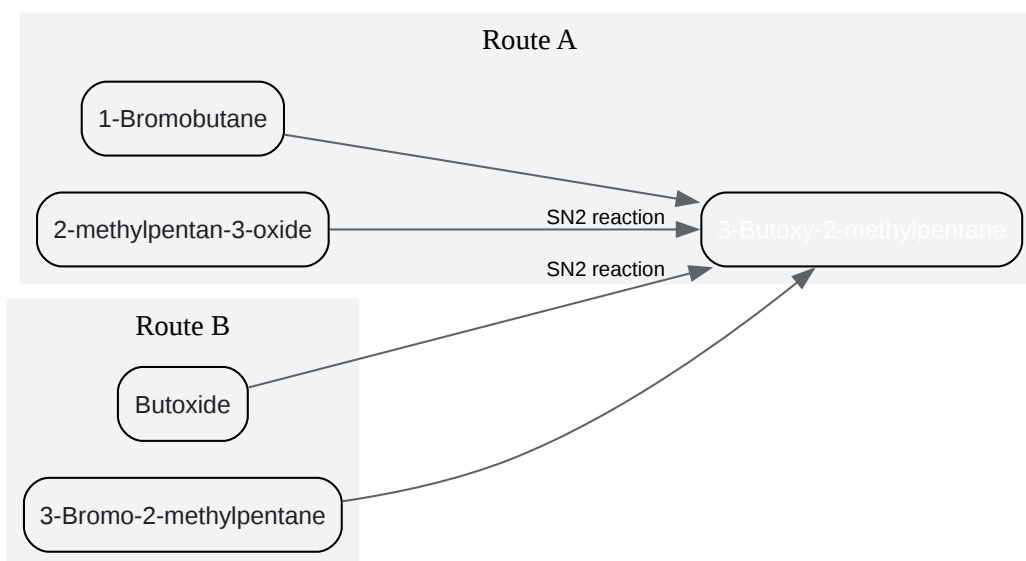 Route A
1-Bromobutane
2-methylpentan-3-oxide
SN2 reaction
3-Butoxy-2-methylpentane
SN2 reaction
Route B
Butoxide
3-Bromo-2-methylpentane